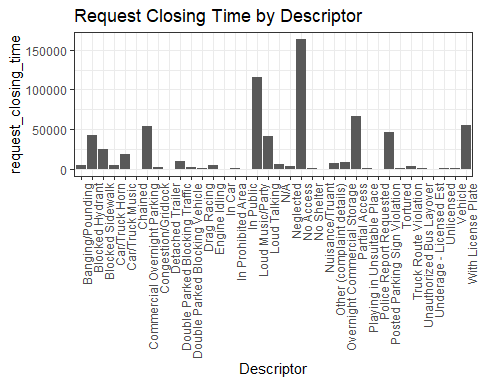 Request Closing Time by Descriptor
request_closing_time
150000
100000
50000
0
Banging/Pounding
Blocked Hydrant
Blocked Sidewalk
Car/Truck Horn
Car/Truck Music
Chained
Commercial Overnight Parking
Congestion/Gridlock
Detached Trailer
Double Parked Blocking Traffic
Double Parked Blocking Vehicle
Drag Racing
Engine Idling
In Car
In Prohibited Area
In Public
Loud Music/Party
Loud Talking
N/A
Neglected
No Access
No Shelter
Nuisance/Truant
Other (complaint details)
Overnight Commercial Storage
Partial Access
Playing in Unsuitable Place
Police Report Requested
Posted Parking Sign Violation
Tortured
Truck Route Violation
Unauthorized Bus Layover
Underage - Licensed Est
Unlicensed
Vehicle
With License Plate
Descriptor